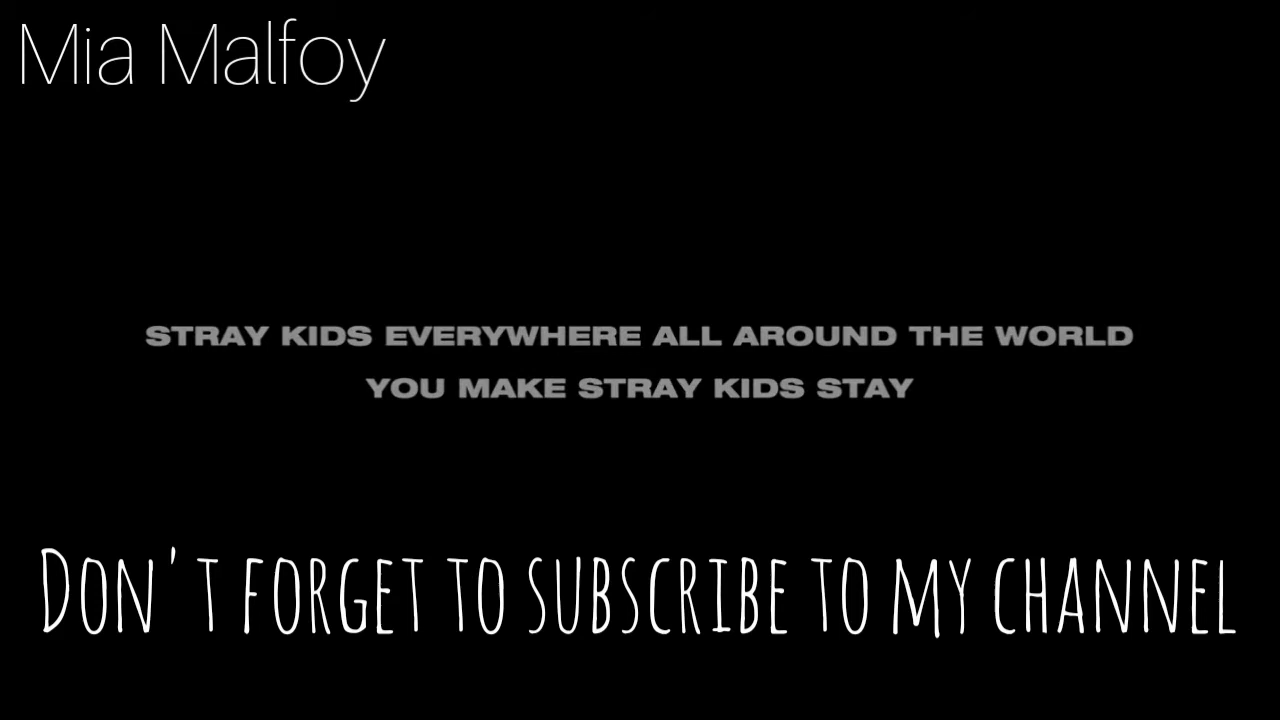 Mia Malfoy
STRAY KIDS EVERYWHERE ALL AROUND THE WORLD
YOU MAKE STRAY KIDS STAY
DON'T FORGET TO SUBSCRIBE TO MY CHANNEL